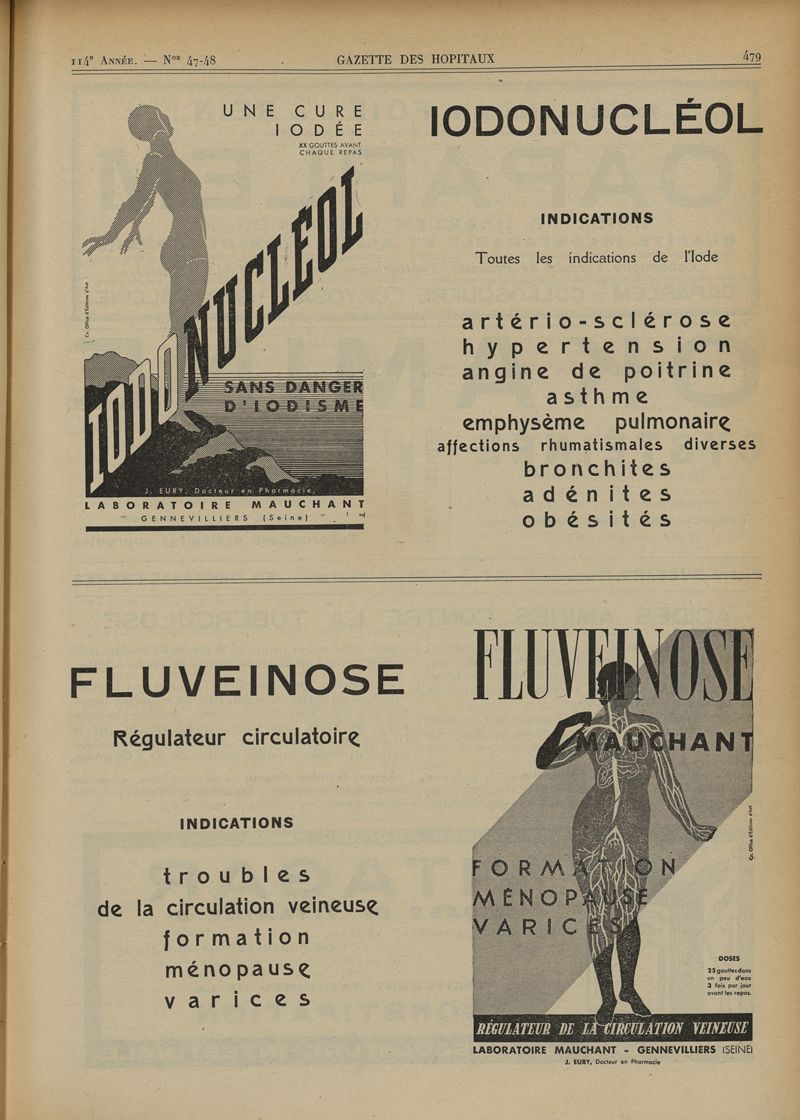 114e ANNÉE. — Nos 47-48
GAZETTE DES HOPITAUX
479
UNE CURE
IODÉE
XX GOUTTES AVANT
CHAQUE REPAS
IODONUCLÉOL
SANS DANGER
D'IODISME
J. EURY, Docteur en Pharmacie,
LABORATOIRE MAUCHANT
GENNEVILLIERS (Seine)
IODONUCLÉOL
INDICATIONS
Toutes les indications de l'Iode
artério-sclérose
hypertension
angine de poitrine
asthme
emphysème pulmonaire
affections rhumatismales diverses
bronchites
adénites
obésités
FLUVEINOSE
Régulateur circulatoire
INDICATIONS
troubles
de la circulation veineuse
formation
ménopause
varices
FLUVEINOSE
MAUCHANT
FORMATION
MÉNOPAUSE
VARICES
DOSES
25 gouttes dans
un peu d'eau
3 fois par jour
avant les repas.
RÉGULATEUR DE LA CIRCULATION VEINEUSE
LABORATOIRE MAUCHANT - GENNEVILLIERS (SEINE)
J. EURY, Docteur en Pharmacie